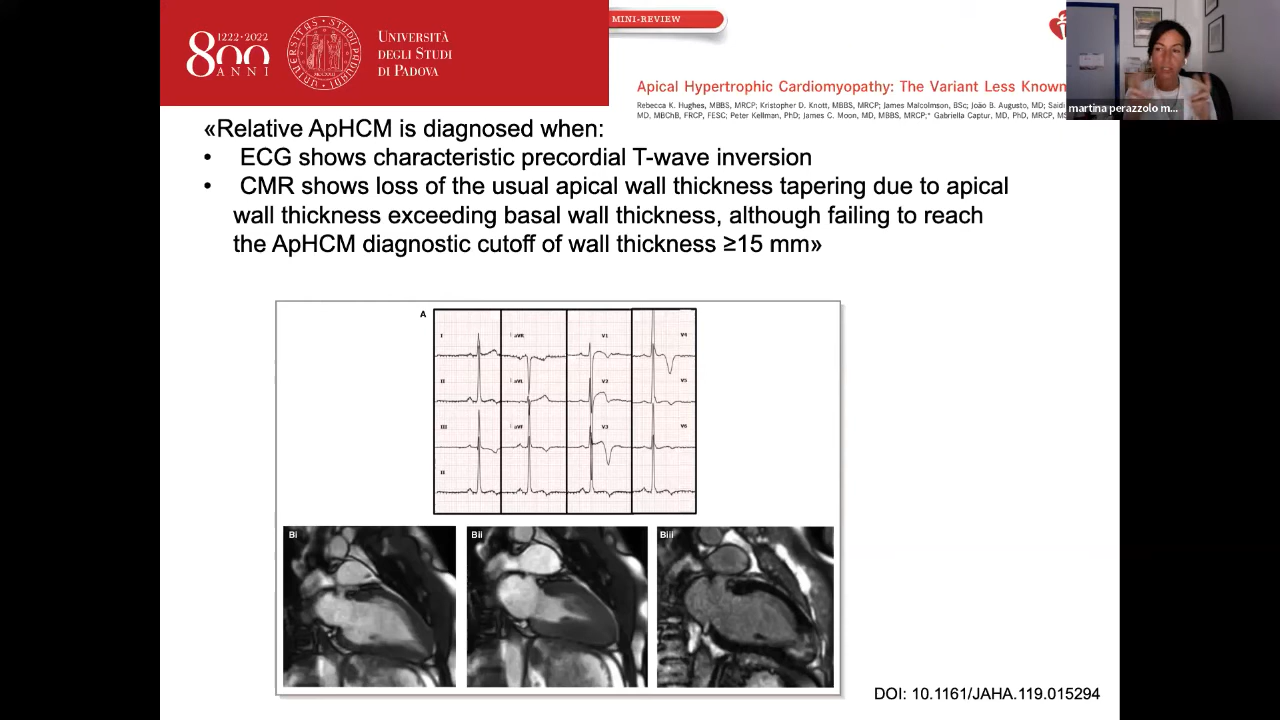 1222·2022
800
ANNI
UNIVERSITÀ
DEGLI STUDI
DI PADOVA
MINI-REVIEW
Apical Hypertrophic Cardiomyopathy: The Variant Less Known
Rebecca K. Hughes, MBBS, MRCP; Kristopher D. Knott, MBBS, MRCP; James Malcolmson, BSc; João B. Augusto, MD;
MD, MBChB, FRCP, FESC; Peter Kellman, PhD; James C. Moon, MD, MBBS, MRCP;* Gabriella Captur, MD, PhD, MRCP,
martina perazzolo m...
«Relative ApHCM is diagnosed when:
• ECG shows characteristic precordial T-wave inversion
• CMR shows loss of the usual apical wall thickness tapering due to apical
wall thickness exceeding basal wall thickness, although failing to reach
the ApHCM diagnostic cutoff of wall thickness ≥15 mm»
A
I aVR V1 V4
II aVL V2 V5
III aVF V3 V6
II
Bi Bii Biii
DOI: 10.1161/JAHA.119.015294